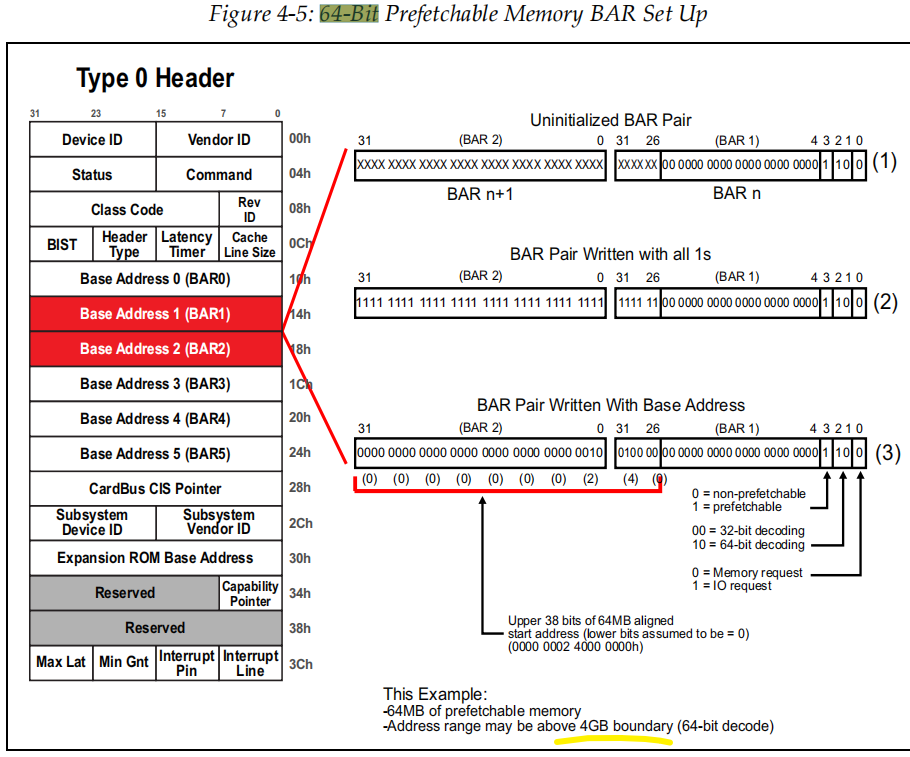 Figure 4-5: 64-Bit Prefetchable Memory BAR Set Up
Type 0 Header
31 23 15 7 0
Device ID Vendor ID 00h
Status Command 04h
Class Code Rev ID 08h
BIST Header Type Latency Timer Cache Line Size 0Ch
Base Address 0 (BAR0) 10h
Base Address 1 (BAR1) 14h
Base Address 2 (BAR2) 18h
Base Address 3 (BAR3) 1Ch
Base Address 4 (BAR4) 20h
Base Address 5 (BAR5) 24h
CardBus CIS Pointer 28h
Subsystem Device ID Subsystem Vendor ID 2Ch
Expansion ROM Base Address 30h
Reserved Capability Pointer 34h
Reserved 38h
Max Lat Min Gnt Interrupt Pin Interrupt Line 3Ch
Uninitialized BAR Pair
31 (BAR 2) 0 31 26 (BAR 1) 4 3 2 1 0
XXXX XXXX XXXX XXXX XXXX XXXX XXXX XXXX XXXX XX 00 0000 0000 0000 0000 0000 1 10 0 (1)
BAR n+1 BAR n
BAR Pair Written with all 1s
31 (BAR 2) 0 31 26 (BAR 1) 4 3 2 1 0
1111 1111 1111 1111 1111 1111 1111 1111 1111 11 00 0000 0000 0000 0000 0000 1 10 0 (2)
BAR Pair Written With Base Address
31 (BAR 2) 0 31 26 (BAR 1) 4 3 2 1 0
0000 0000 0000 0000 0000 0000 0000 0010 0100 00 00 0000 0000 0000 0000 0000 1 10 0 (3)
(0) (0) (0) (0) (0) (0) (0) (2) (4) (0)
0 = non-prefetchable
1 = prefetchable
00 = 32-bit decoding
10 = 64-bit decoding
0 = Memory request
1 = IO request
Upper 38 bits of 64MB aligned
start address (lower bits assumed to be = 0)
(0000 0002 4000 0000h)
This Example:
-64MB of prefetchable memory
-Address range may be above 4GB boundary (64-bit decode)